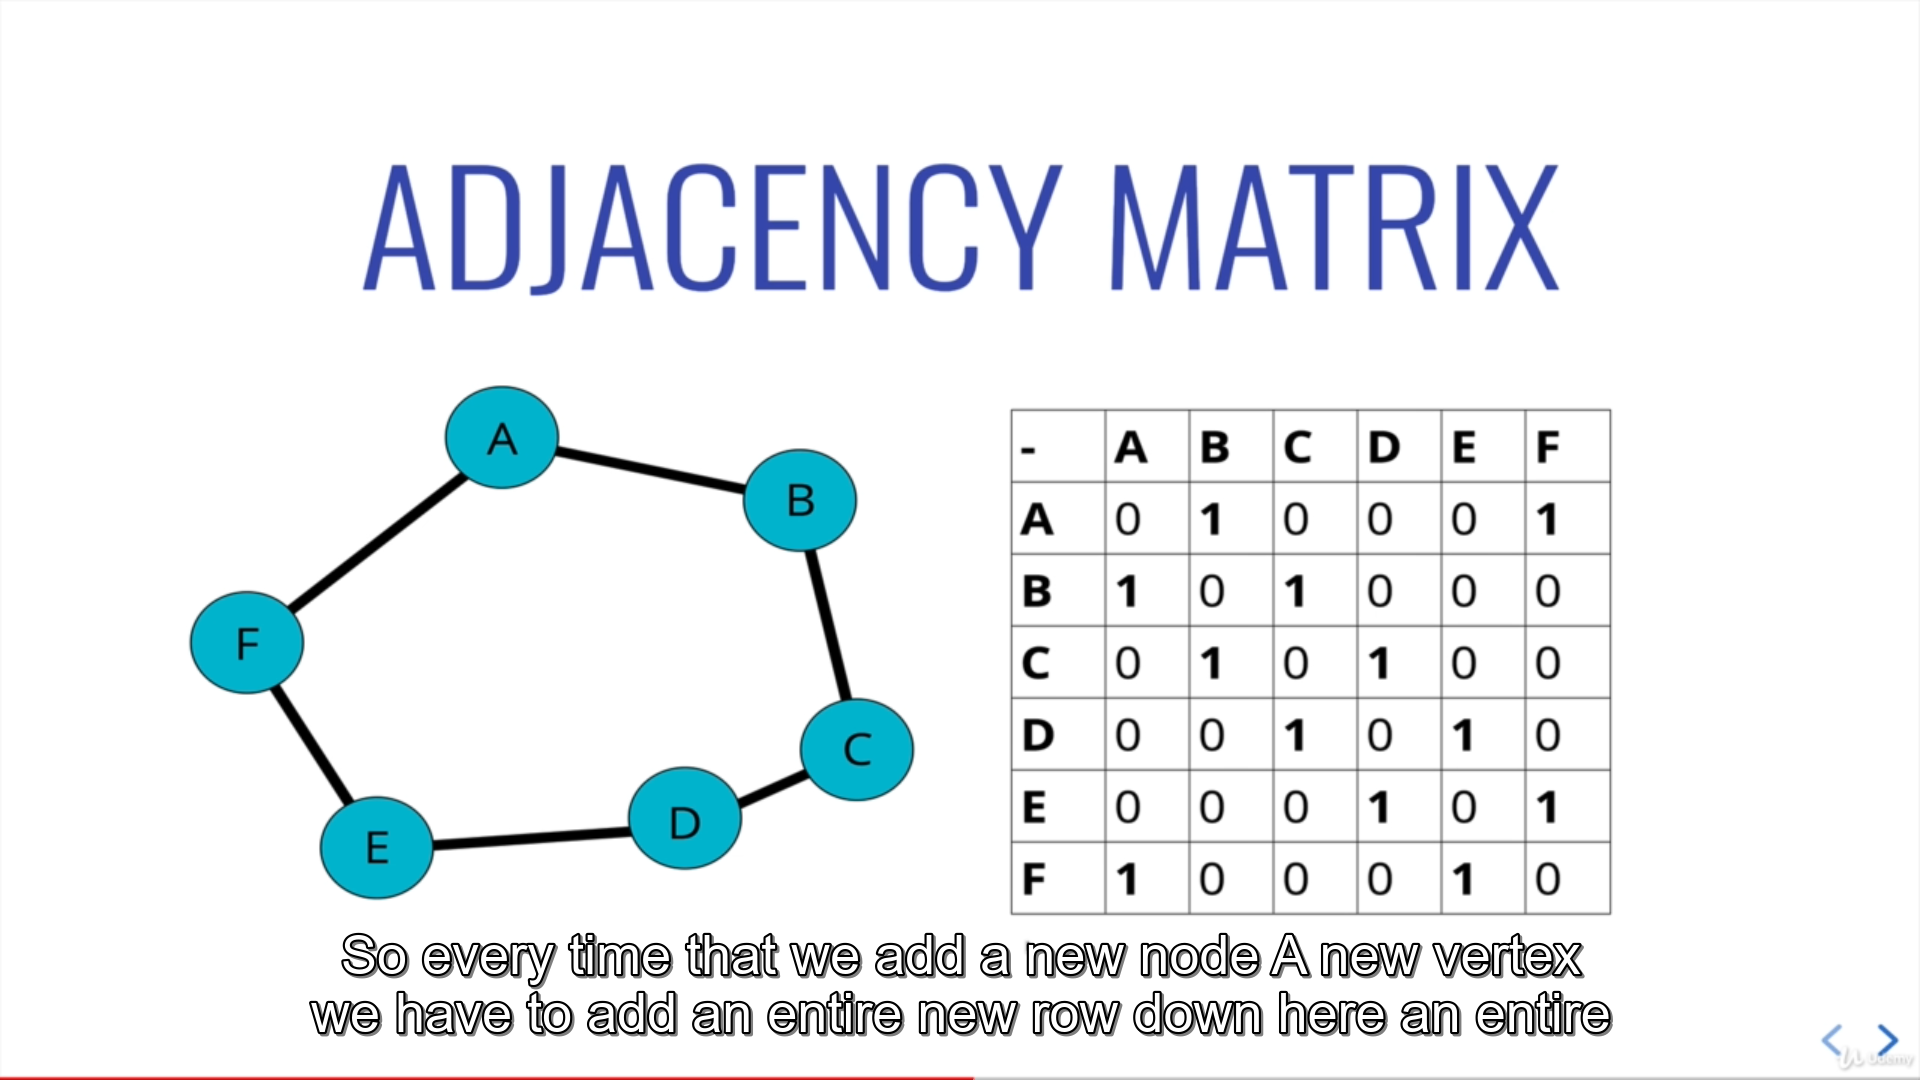 ADJACENCY MATRIX
A
B
F
C
D
E
- A B C D E F
A 0 1 0 0 0 1
B 1 0 1 0 0 0
C 0 1 0 1 0 0
D 0 0 1 0 1 0
E 0 0 0 1 0 1
F 1 0 0 0 1 0
So every time that we add a new node A new vertex
we have to add an entire new row down here an entire
Udemy